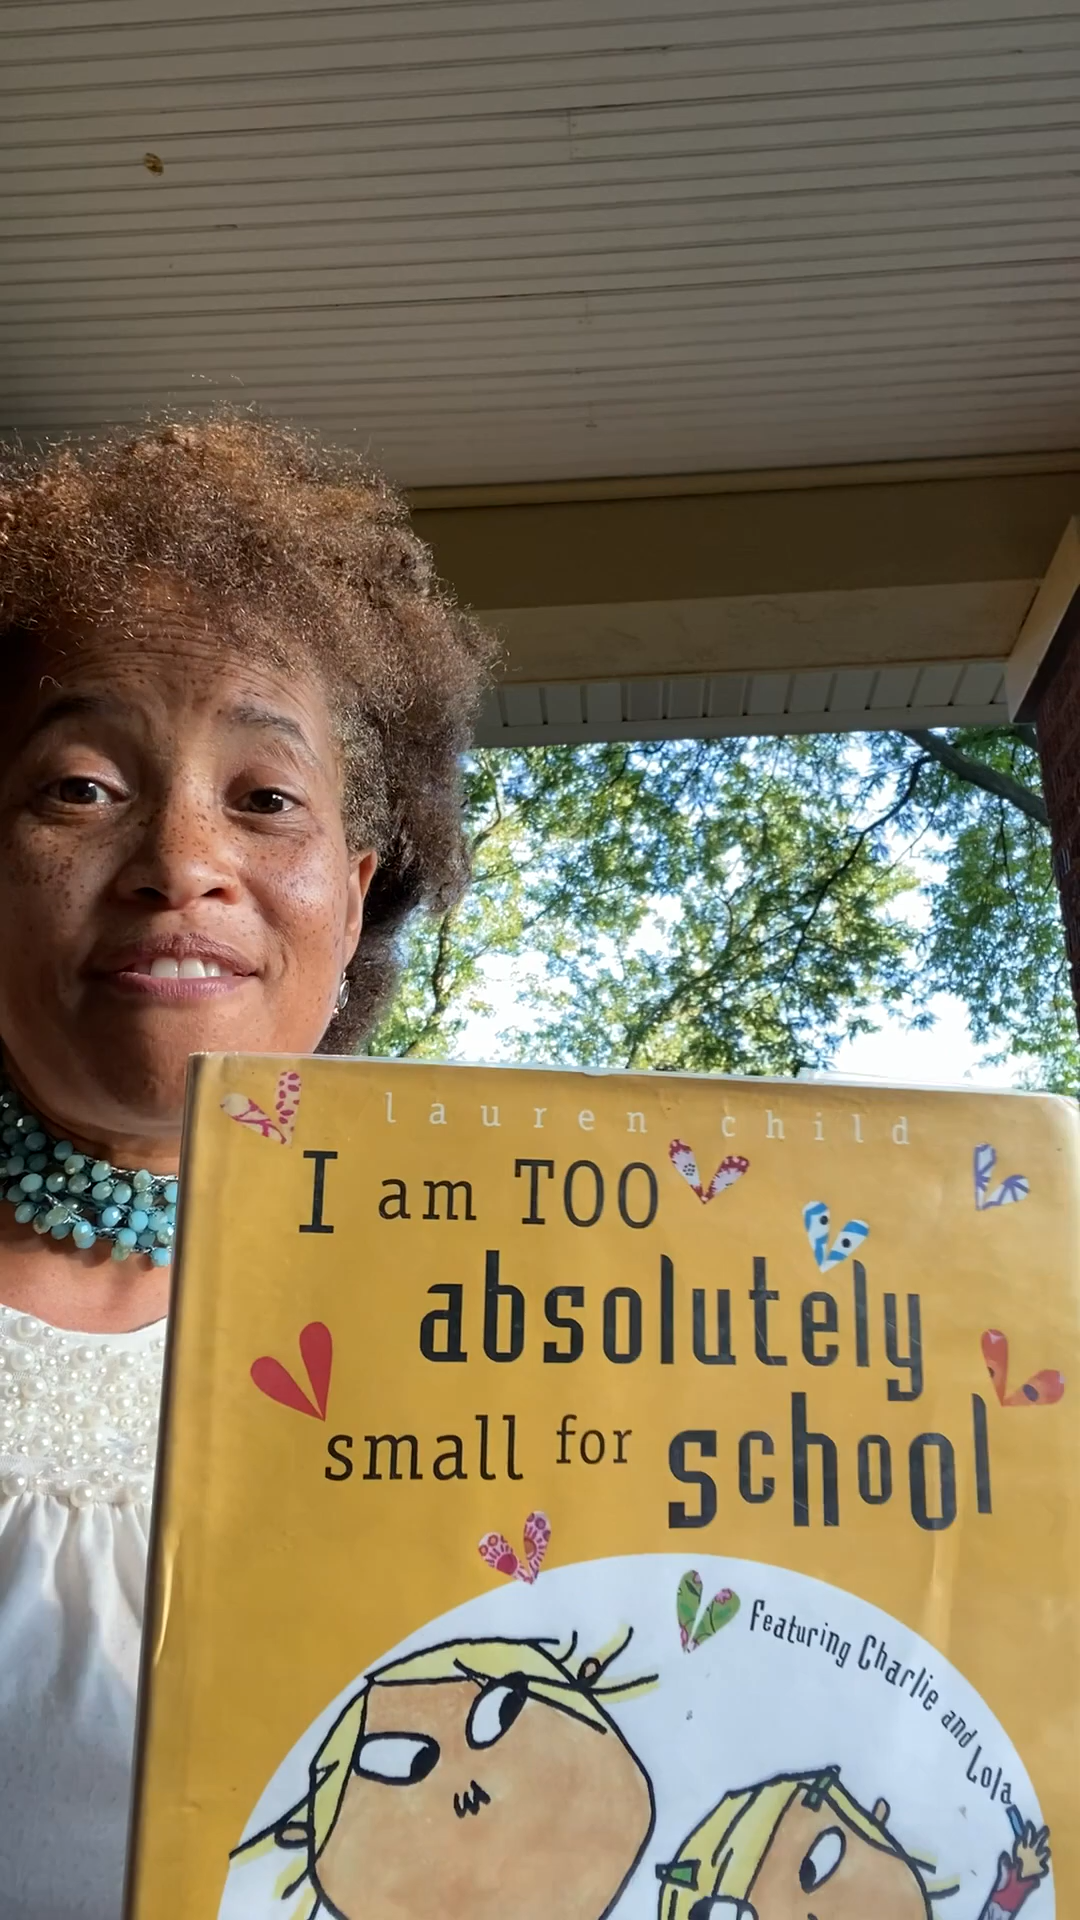 lauren child
I am TOO
absolutely
small for school
Featuring Charlie and Lola